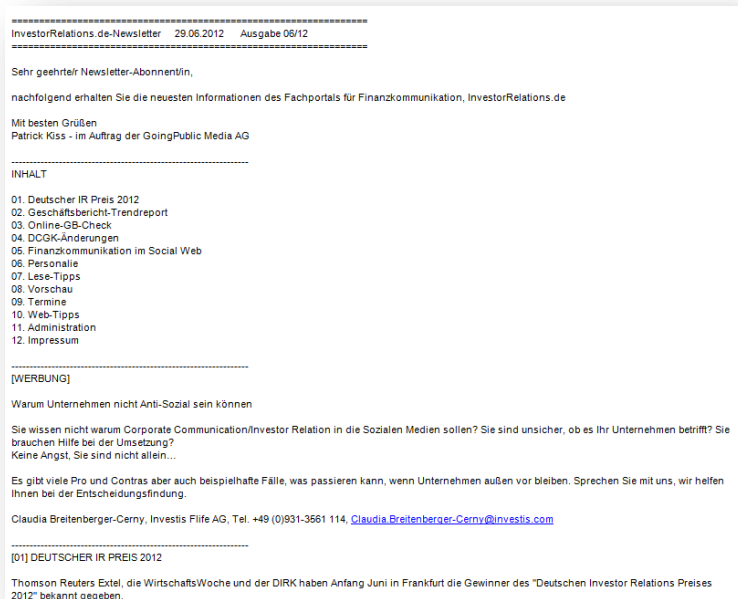 =================================================================
InvestorRelations.de-Newsletter 29.06.2012 Ausgabe 06/12
=================================================================
Sehr geehrte/r Newsletter-Abonnent/in,
nachfolgend erhalten Sie die neuesten Informationen des Fachportals für Finanzkommunikation, InvestorRelations.de
Mit besten Grüßen
Patrick Kiss - im Auftrag der GoingPublic Media AG
-----------------------------------------------------------------
INHALT
01. Deutscher IR Preis 2012
02. Geschäftsbericht-Trendreport
03. Online-GB-Check
04. DCGK-Änderungen
05. Finanzkommunikation im Social Web
06. Personalie
07. Lese-Tipps
08. Vorschau
09. Termine
10. Web-Tipps
11. Administration
12. Impressum
-----------------------------------------------------------------
[WERBUNG]
Warum Unternehmen nicht Anti-Sozial sein können
Sie wissen nicht warum Corporate Communication/Investor Relation in die Sozialen Medien sollen? Sie sind unsicher, ob es Ihr Unternehmen betrifft? Sie
brauchen Hilfe bei der Umsetzung?
Keine Angst, Sie sind nicht allein...
Es gibt viele Pro und Contras aber auch beispielhafte Fälle, was passieren kann, wenn Unternehmen außen vor bleiben. Sprechen Sie mit uns, wir helfen
Ihnen bei der Entscheidungsfindung.
Claudia Breitenberger-Cerny, Investis Flife AG, Tel. +49 (0)931-3561 114, Claudia.Breitenberger-Cerny@investis.com
-----------------------------------------------------------------
[01] DEUTSCHER IR PREIS 2012
Thomson Reuters Extel, die WirtschaftsWoche und der DIRK haben Anfang Juni in Frankfurt die Gewinner des "Deutschen Investor Relations Preises
2012" bekannt gegeben.